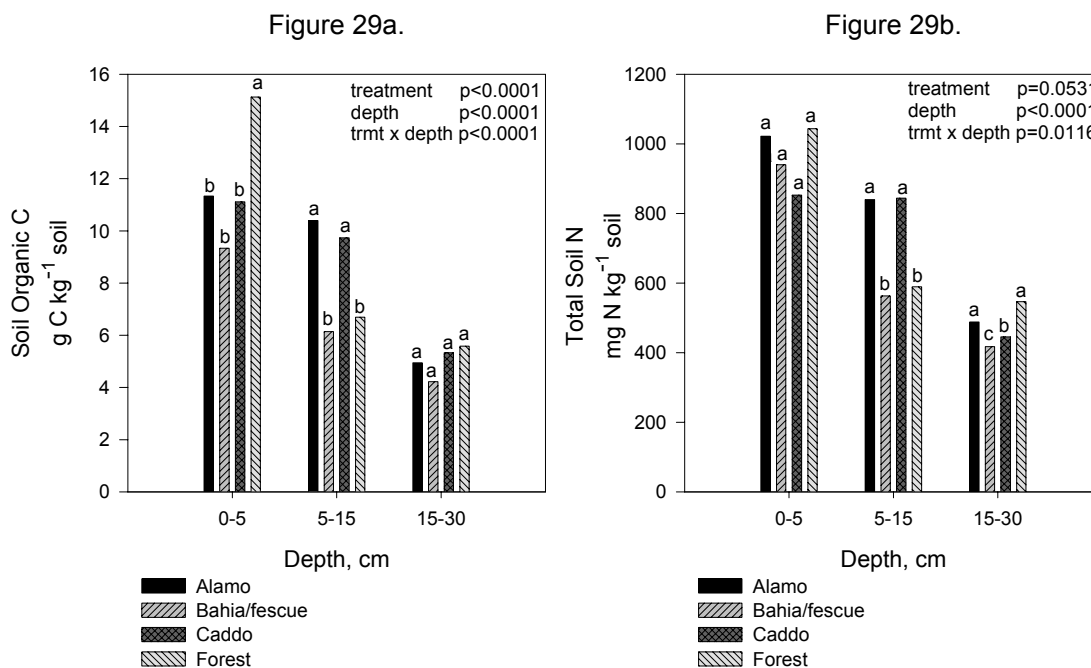 Figure 29a.
16
14
12
10
8
6
4
2
0
Soil Organic C
g C kg⁻¹ soil
treatment p<0.0001
depth p<0.0001
trmt x depth p<0.0001
b
b
b
a
a
b
a
b
a
a
a
a
0-5
5-15
15-30
Depth, cm
Alamo
Bahia/fescue
Caddo
Forest
Figure 29b.
1200
1000
800
600
400
200
0
Total Soil N
mg N kg⁻¹ soil
treatment p=0.0531
depth p<0.0001
trmt x depth p=0.0116
a
a
a
a
a
b
a
b
a
c
b
a
0-5
5-15
15-30
Depth, cm
Alamo
Bahia/fescue
Caddo
Forest